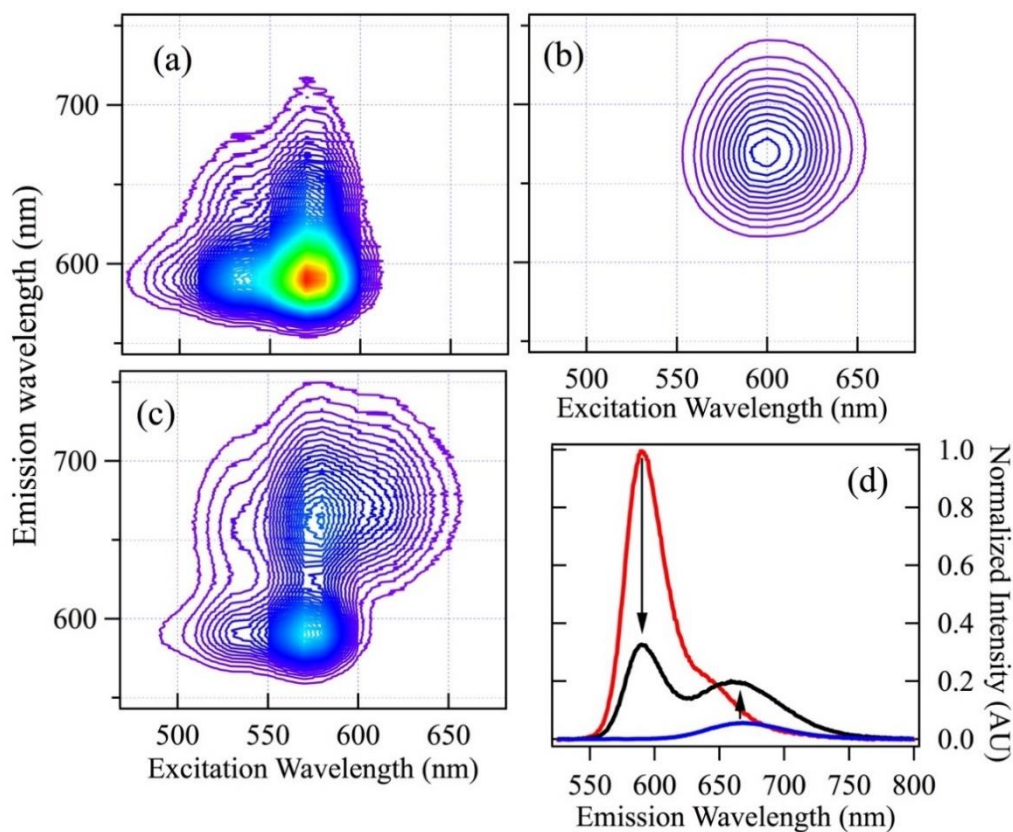 (a)
(b)
700
600
Emission wavelength (nm)
500 550 600 650
Excitation Wavelength (nm)
(c)
700
600
500 550 600 650
Excitation Wavelength (nm)
(d)
1.0
0.8
0.6
0.4
0.2
0.0
Normalized Intensity (AU)
550 600 650 700 750 800
Emission Wavelength (nm)